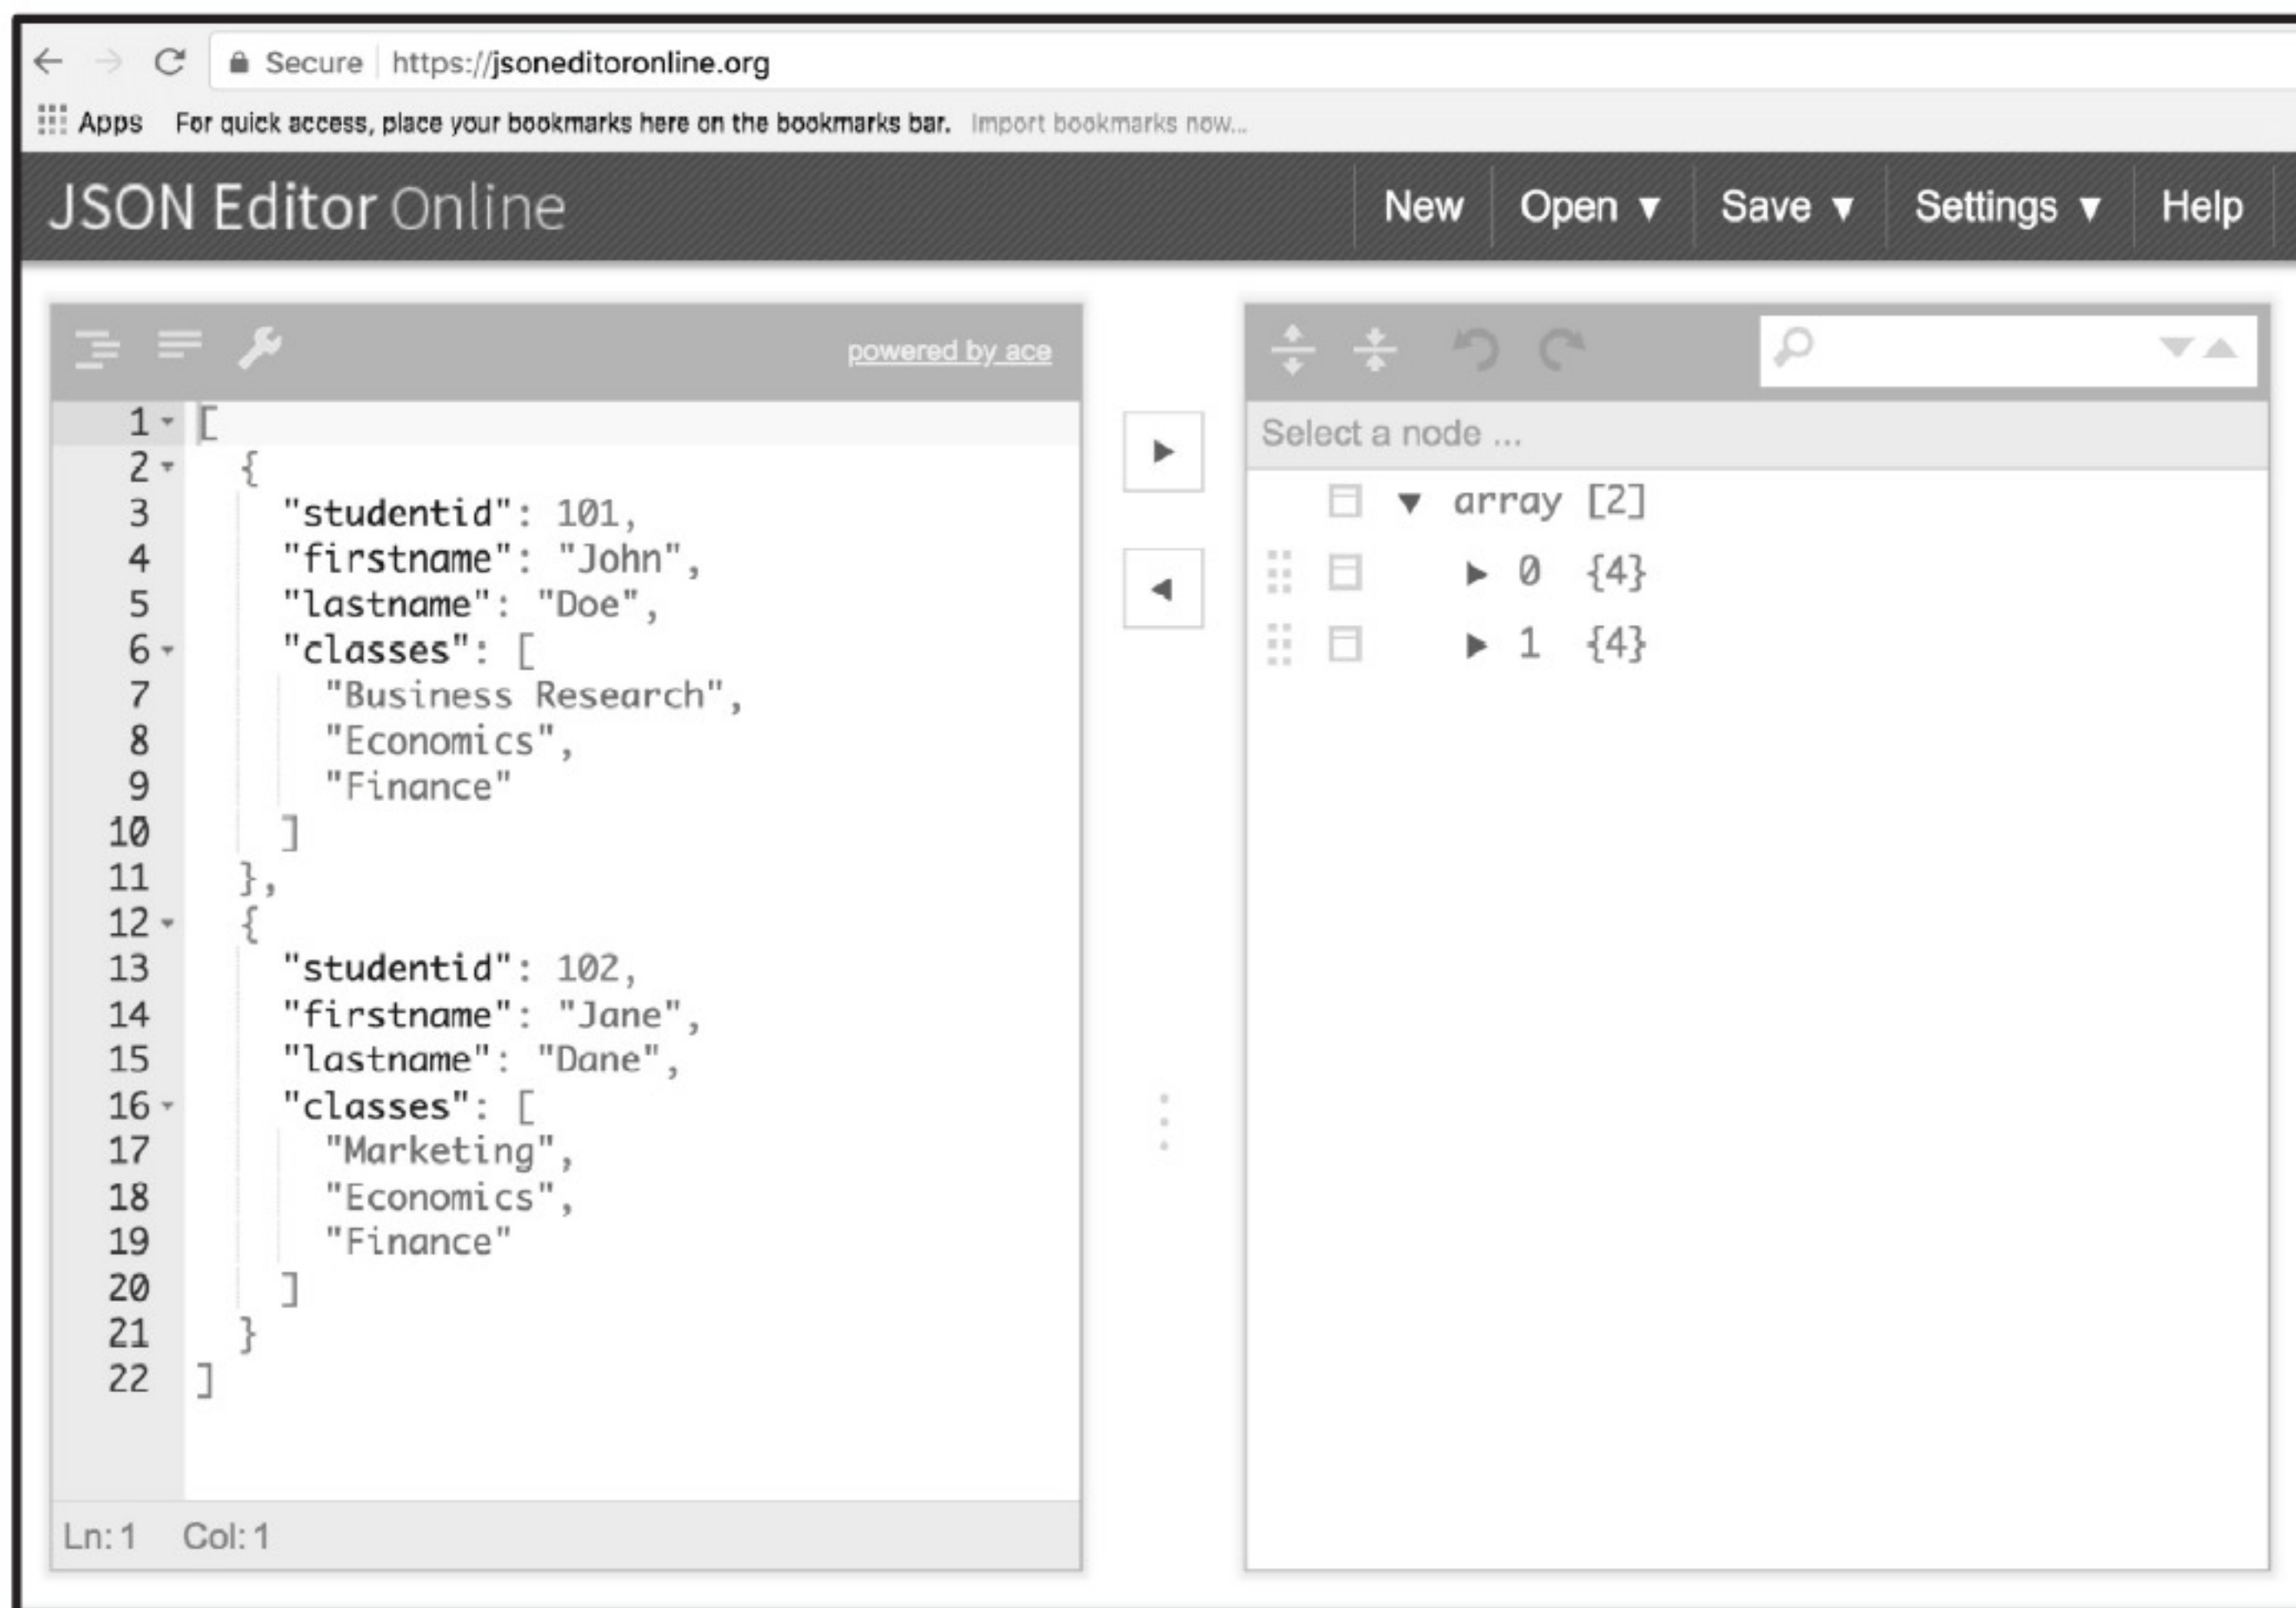 Secure https://jsoneditoronline.org
Apps For quick access, place your bookmarks here on the bookmarks bar. Import bookmarks now...
JSON Editor Online New Open ▼ Save ▼ Settings ▼ Help
powered by ace
1 [
2 {
3 "studentid": 101,
4 "firstname": "John",
5 "lastname": "Doe",
6 "classes": [
7 "Business Research",
8 "Economics",
9 "Finance"
10 ]
11 },
12 {
13 "studentid": 102,
14 "firstname": "Jane",
15 "lastname": "Dane",
16 "classes": [
17 "Marketing",
18 "Economics",
19 "Finance"
20 ]
21 }
22 ]
Ln: 1 Col: 1
Select a node ...
▼ array [2]
► 0 {4}
► 1 {4}